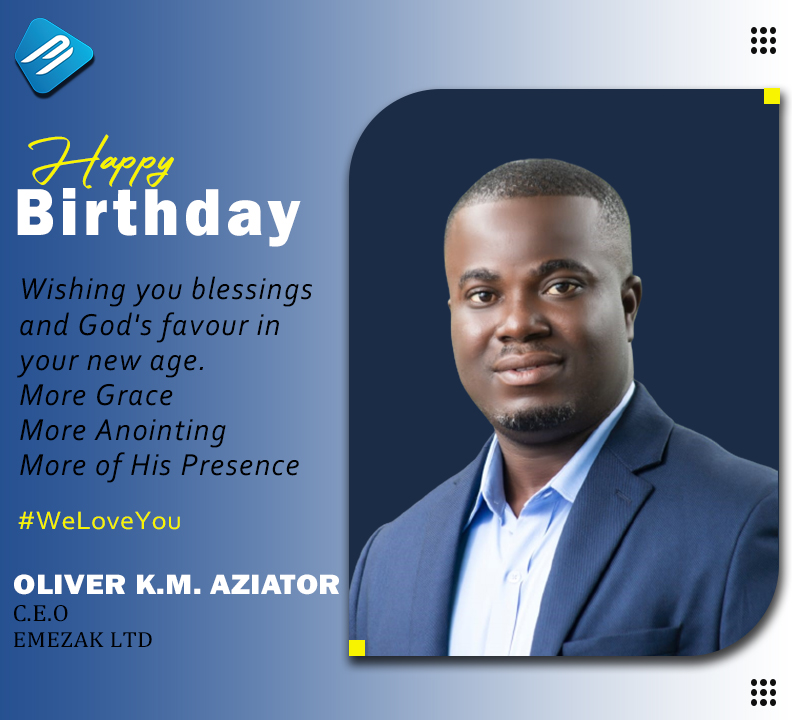 Happy
Birthday
Wishing you blessings
and God's favour in
your new age.
More Grace
More Anointing
More of His Presence
#WeLoveYou
OLIVER K.M. AZIATOR
C.E.O
EMEZAK LTD